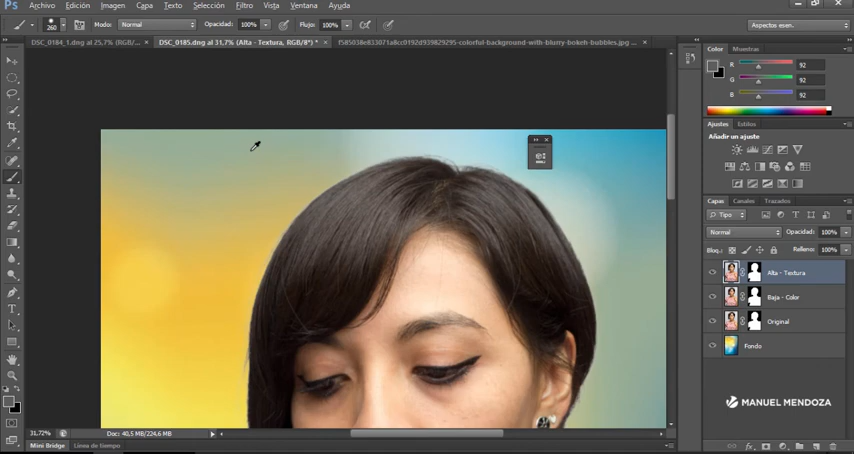 Ps Archivo Edición Imagen Capa Texto Selección Filtro Vista Ventana Ayuda
260 Modo: Normal Opacidad: 100% Flujo: 100% Aspectos esen.
DSC_0184_1.dng al 25,7% (RGB/... × DSC_0185.dng al 31,7% (Alta - Textura, RGB/8*) * × f585038e833071a8cc0192d939829295-colorful-background-with-blurry-bokeh-bubbles.jpg ... ×
Color Muestras
R 92
G 92
B 92
Ajustes Estilos
Añadir un ajuste
Capas Canales Trazados
Tipo
Normal Opacidad: 100%
Bloq.: Relleno: 100%
Alta - Textura
Baja - Color
Original
Fondo
MANUEL MENDOZA
31,72% Doc: 40,5 MB/224,6 MB
Mini Bridge Línea de tiempo